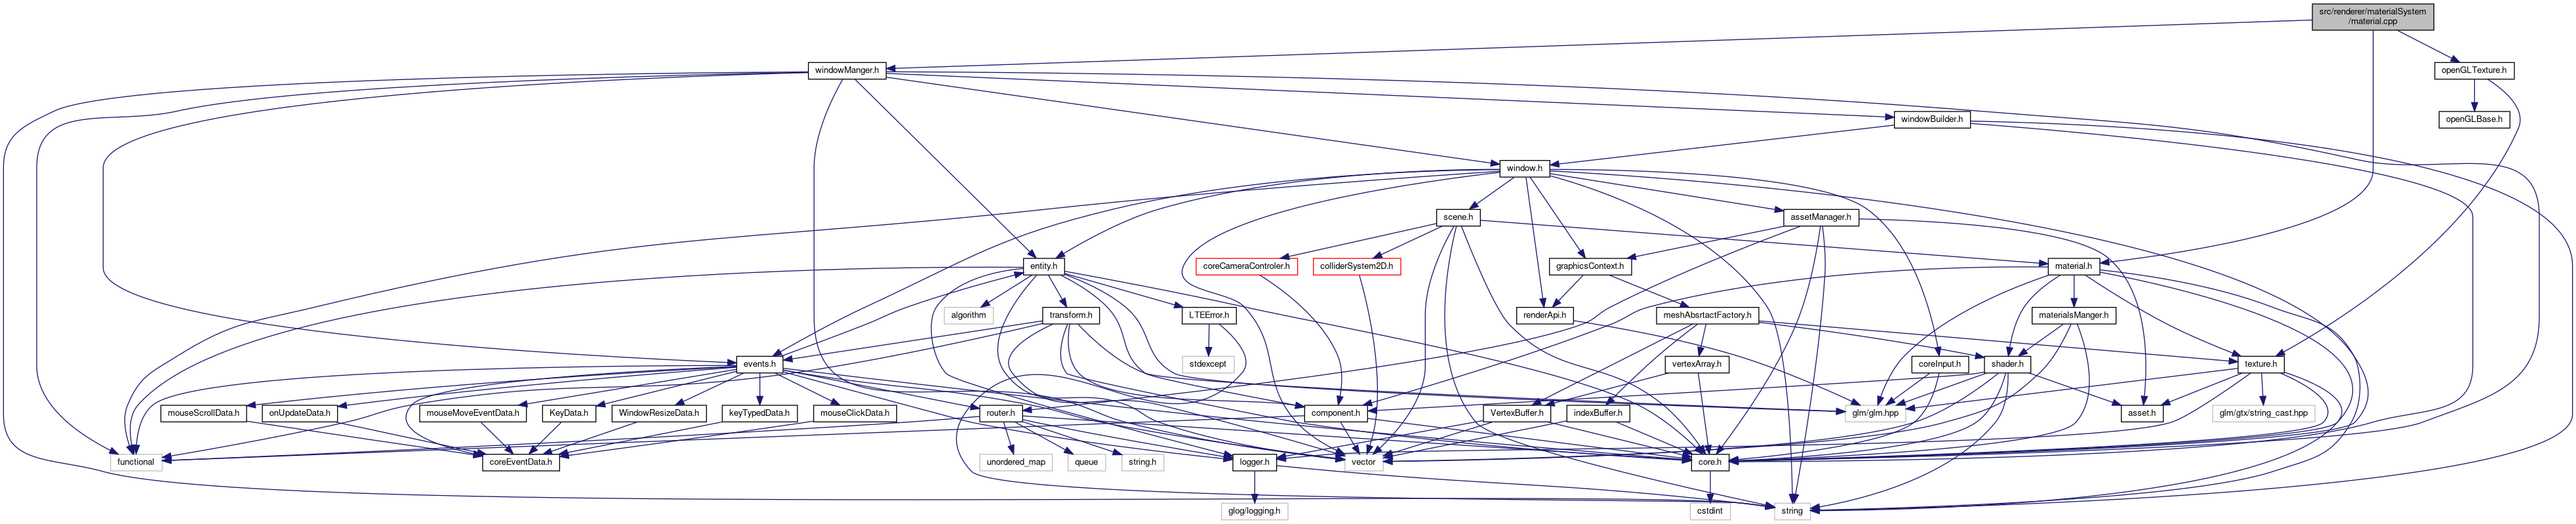 src/renderer/materialSystem
/material.cpp
windowManger.h
openGLTexture.h
windowBuilder.h
openGLBase.h
window.h
scene.h
assetManager.h
entity.h
coreCameraControler.h
colliderSystem2D.h
graphicsContext.h
material.h
algorithm
transform.h
LTEError.h
renderApi.h
meshAbsrtactFactory.h
materialsManger.h
events.h
stdexcept
vertexArray.h
coreInput.h
shader.h
texture.h
mouseScrollData.h
onUpdateData.h
mouseMoveEventData.h
KeyData.h
WindowResizeData.h
keyTypedData.h
mouseClickData.h
router.h
component.h
VertexBuffer.h
indexBuffer.h
glm/glm.hpp
asset.h
glm/gtx/string_cast.hpp
functional
coreEventData.h
unordered_map
queue
string.h
logger.h
vector
core.h
glog/logging.h
cstdint
string